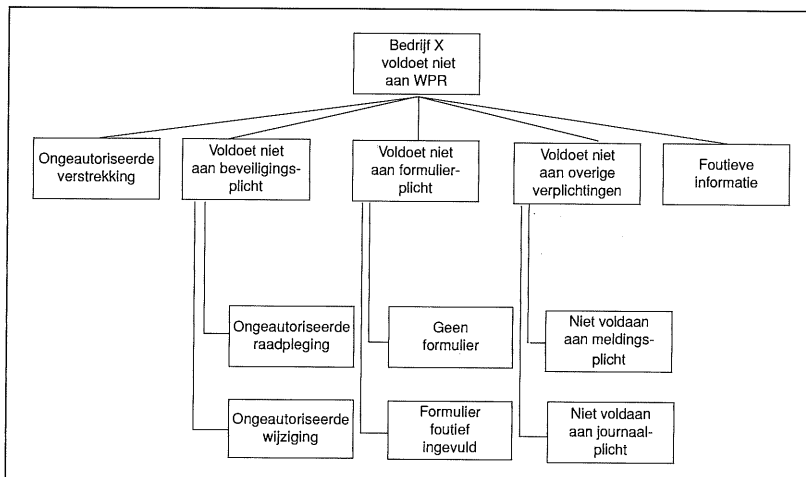 Bedrijf X
voldoet niet
aan WPR
Ongeautoriseerde
verstrekking
Voldoet niet
aan beveiligings-
plicht
Voldoet niet
aan formulier-
plicht
Voldoet niet
aan overige
verplichtingen
Foutieve
informatie
Ongeautoriseerde
raadpleging
Geen
formulier
Niet voldaan
aan meldings-
plicht
Ongeautoriseerde
wijziging
Formulier
foutief
ingevuld
Niet voldaan
aan journaal-
plicht